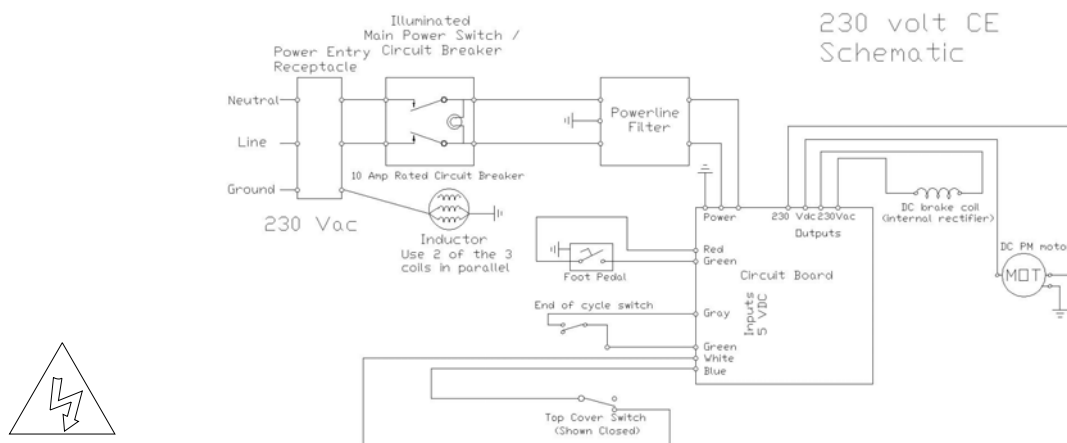 230 volt CE
Schematic
Illuminated
Main Power Switch /
Circuit Breaker
Power Entry
Receptacle
Neutral
Line
Ground
230 Vac
10 Amp Rated Circuit Breaker
Inductor
Use 2 of the 3
coils in parallel
Powerline
Filter
Power
230 Vdc
230Vac
Outputs
DC brake coil
(internal rectifier)
DC PM motor
MOT
Red
Green
Foot Pedal
Circuit Board
Inputs
5 VDC
End of cycle switch
Gray
Green
White
Blue
Top Cover Switch
(Shown Closed)